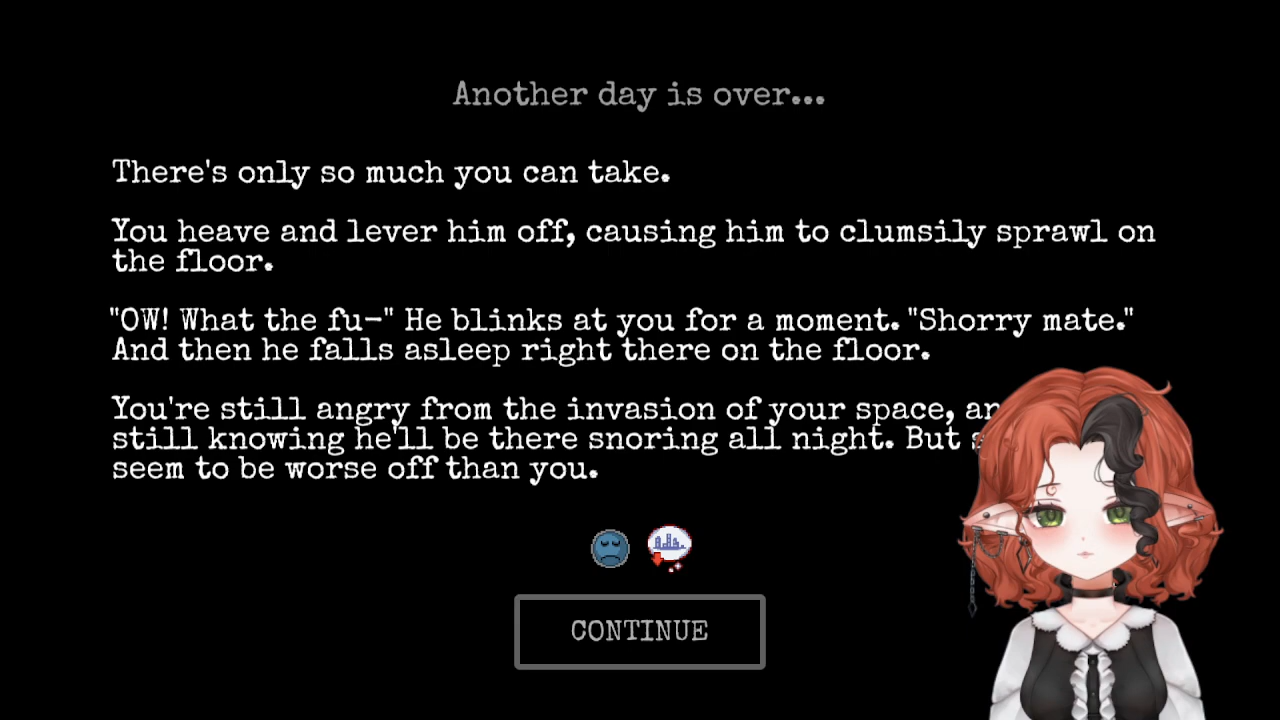 Another day is over...
There's only so much you can take.
You heave and lever him off, causing him to clumsily sprawl on
the floor.
"OW! What the fu-" He blinks at you for a moment. "Shorry mate."
And then he falls asleep right there on the floor.
You're still angry from the invasion of your space, an
still knowing he'll be there snoring all night. But
seem to be worse off than you.
CONTINUE